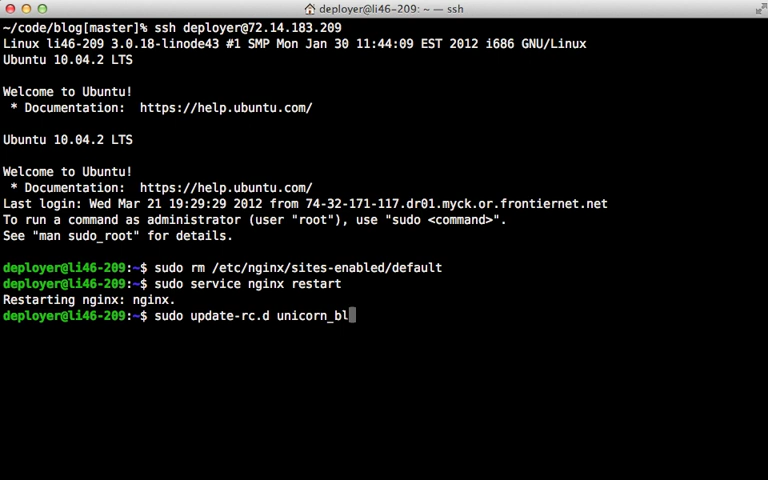 deployer@li46-209: ~ — ssh
~/code/blog[master]% ssh deployer@72.14.183.209
Linux li46-209 3.0.18-linode43 #1 SMP Mon Jan 30 11:44:09 EST 2012 i686 GNU/Linux
Ubuntu 10.04.2 LTS
Welcome to Ubuntu!
* Documentation:  https://help.ubuntu.com/
Ubuntu 10.04.2 LTS
Welcome to Ubuntu!
* Documentation:  https://help.ubuntu.com/
Last login: Wed Mar 21 19:29:29 2012 from 74-32-171-117.dr01.myck.or.frontiernet.net
To run a command as administrator (user "root"), use "sudo <command>".
See "man sudo_root" for details.
deployer@li46-209:~$ sudo rm /etc/nginx/sites-enabled/default
deployer@li46-209:~$ sudo service nginx restart
Restarting nginx: nginx.
deployer@li46-209:~$ sudo update-rc.d unicorn_bl